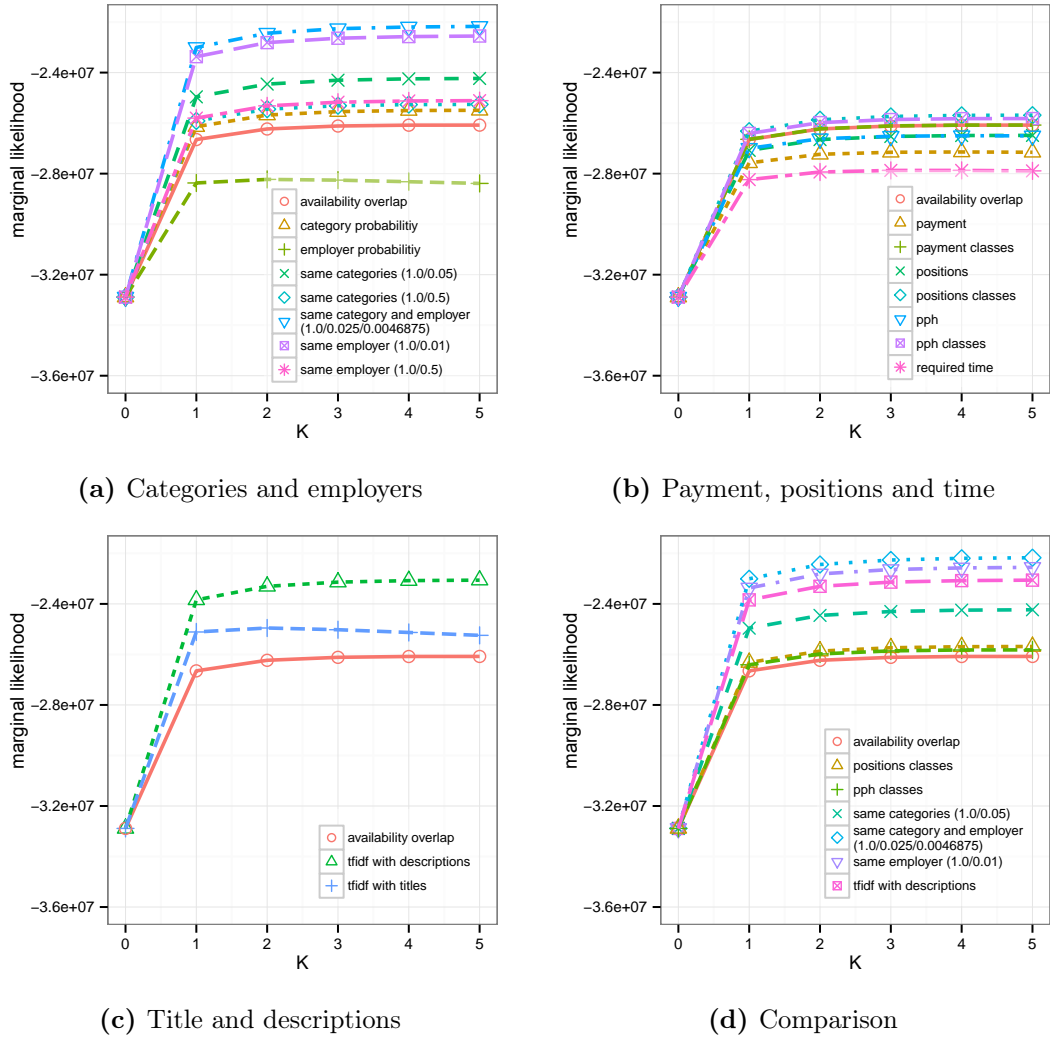 −2.4e+07
−2.8e+07
−3.2e+07
−3.6e+07
marginal likelihood
availability overlap
category probabilitiy
employer probabilitiy
same categories (1.0/0.05)
same categories (1.0/0.5)
same category and employer
(1.0/0.025/0.0046875)
same employer (1.0/0.01)
same employer (1.0/0.5)
0 1 2 3 4 5
K
(a) Categories and employers
−2.4e+07
−2.8e+07
−3.2e+07
−3.6e+07
marginal likelihood
availability overlap
payment
payment classes
positions
positions classes
pph
pph classes
required time
0 1 2 3 4 5
K
(b) Payment, positions and time
−2.4e+07
−2.8e+07
−3.2e+07
−3.6e+07
marginal likelihood
availability overlap
tfidf with descriptions
tfidf with titles
0 1 2 3 4 5
K
(c) Title and descriptions
−2.4e+07
−2.8e+07
−3.2e+07
−3.6e+07
marginal likelihood
availability overlap
positions classes
pph classes
same categories (1.0/0.05)
same category and employer
(1.0/0.025/0.0046875)
same employer (1.0/0.01)
tfidf with descriptions
0 1 2 3 4 5
K
(d) Comparison